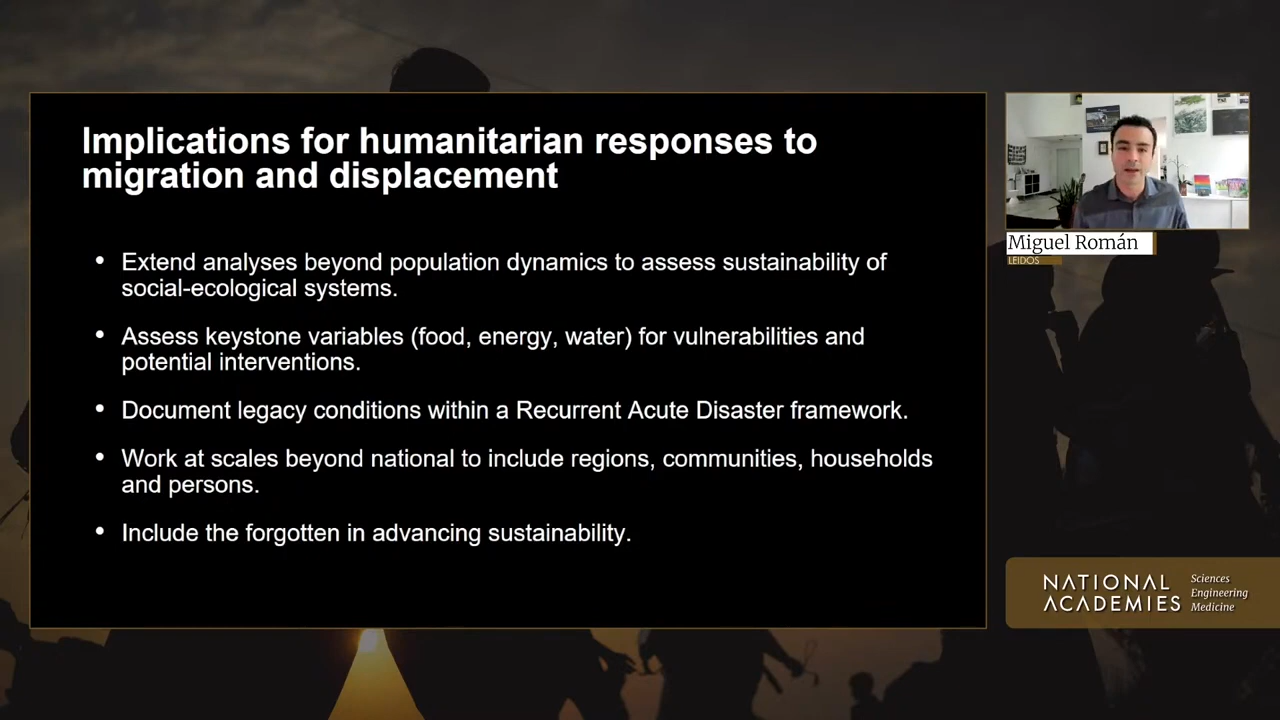 Implications for humanitarian responses to
migration and displacement
• Extend analyses beyond population dynamics to assess sustainability of
social-ecological systems.
• Assess keystone variables (food, energy, water) for vulnerabilities and
potential interventions.
• Document legacy conditions within a Recurrent Acute Disaster framework.
• Work at scales beyond national to include regions, communities, households
and persons.
• Include the forgotten in advancing sustainability.
Miguel Román
LEIDOS
NATIONAL
ACADEMIES
Sciences
Engineering
Medicine